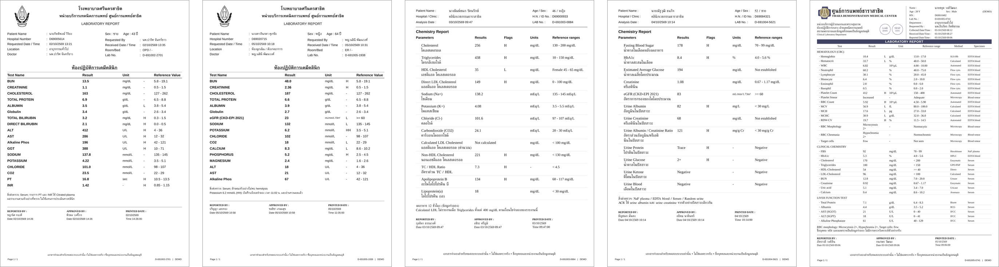 โรงพยาบาลศรีนครสาธิต
หน่วยบริการเทคนิคการแพทย์ ศูนย์การแพทย์สาธิต
LABORATORY REPORT
Patient Name : นายกิตติพงษ์ วิริยะ Sex : ชาย Age : 43 ปี
Hospital Number : D69005614 Requested By : นพ.ปวริศ จันทร์ขาว
Requested Date / Time : 02/10/2569 13:21 Received Date / Time : 02/10/2569 13:35
Location : อายุรกรรมทั่วไป Room/Bed : OPD / -
Doctor : นพ.ปวริศ จันทร์ขาว Lab No. : D-691002-2701
ห้องปฏิบัติการเคมีคลินิก
Test Name Result Unit Reference Value
BUN 13.5 mg/dL - 5.8 - 19.1
CREATININE 1.1 mg/dL - 0.5 - 1.5
CHOLESTEROL 163 mg/dL - 127 - 262
TOTAL PROTEIN 6.9 g/dL - 6.5 - 8.8
ALBUMIN 3.5 g/dL L 3.8 - 5.4
Globulin 3.4 g/dL - 2.6 - 3.4
TOTAL BILIRUBIN 3.2 mg/dL H 0.3 - 1.5
DIRECT BILIRUBIN 2.1 mg/dL H 0.0 - 0.5
ALT 412 U/L H 4 - 36
AST 286 U/L H 12 - 32
Alkaline Phos 196 U/L H 42 - 121
GGT 388 U/L H 10 - 71
SODIUM 137.8 mmol/L - 135 - 145
POTASSIUM 4.22 mmol/L - 3.5 - 5.1
CHLORIDE 101.0 mmol/L - 98 - 107
CO2 23.5 mmol/L - 22 - 29
PT 16.8 sec H 10.5 - 13.5
INR 1.42 - H 0.85 - 1.15
สิ่งส่งตรวจ: Serum; รายการ PT และ INR ใช้ Citrated plasma
ผลรายงานตามตัวอย่างที่ตรวจ ไม่ใช้แทนการประเมินทางคลินิก
REPORTED BY : APPROVED BY : PRINTED DATE :
ชญานิศ ทองดี พีรพล วงศ์ไกร 02/10/2569
Date 02/10/2569 14:26 Date 02/10/2569 14:26 Time 14:26:00
เอกสารจำลองสำหรับทดสอบระบบเท่านั้น • ไม่ใช่ผลตรวจจริง • ชื่อบุคคลและหน่วยงานเป็นข้อมูลสมมุติ
Page 1 / 1 D-691002-2701 | DEMO
โรงพยาบาลศรีนครสาธิต
หน่วยบริการเทคนิคการแพทย์ ศูนย์การแพทย์สาธิต
LABORATORY REPORT
Patient Name : นางสาววรินรดา ศุภชัย Sex : หญิง Age : 64 ปี
Hospital Number : D69020715 Requested By : พญ.นลินี พัฒนวงศ์
Requested Date / Time : 05/10/2569 10:18 Received Date / Time : 05/10/2569 10:31
Location : ห้องฉุกเฉิน / สังเกตอาการ Room/Bed : ER / -
Doctor : พญ.นลินี พัฒนวงศ์ Lab No. : D-691005-1938
ห้องปฏิบัติการเคมีคลินิก
Test Name Result Unit Reference Value
BUN 48.0 mg/dL H 5.8 - 19.1
CREATININE 2.36 mg/dL H 0.5 - 1.5
CHOLESTEROL 187 mg/dL - 127 - 262
TOTAL PROTEIN 6.6 g/dL - 6.5 - 8.8
ALBUMIN 3.9 g/dL - 3.8 - 5.4
Globulin 2.7 g/dL - 2.6 - 3.4
eGFR (CKD-EPI 2021) 23 mL/min/1.73m² L >= 60
SODIUM 132 mmol/L L 135 - 145
POTASSIUM 6.2 mmol/L HH 3.5 - 5.1
CHLORIDE 102 mmol/L - 98 - 107
CO2 18 mmol/L L 22 - 29
CALCIUM 8.3 mg/dL L 8.6 - 10.2
PHOSPHORUS 5.2 mg/dL H 2.5 - 4.5
MAGNESIUM 2.4 mg/dL - 1.6 - 2.6
ALT 18 U/L - 4 - 36
AST 21 U/L - 12 - 32
Alkaline Phos 67 U/L - 42 - 121
สิ่งส่งตรวจ: Serum; ลักษณะตัวอย่างไม่พบ hemolysis
Potassium 6.2 mmol/L (HH): บันทึกแจ้งผลจำลอง เวลา 11:02 น. และอ่านทวนผลแล้ว
REPORTED BY : APPROVED BY : PRINTED DATE :
ปริญญา แสงทอง ชลธิชา เกษมสุข 05/10/2569
Date 05/10/2569 10:58 Date 05/10/2569 10:58 Time 11:05:00
เอกสารจำลองสำหรับทดสอบระบบเท่านั้น • ไม่ใช่ผลตรวจจริง • ชื่อบุคคลและหน่วยงานเป็นข้อมูลสมมุติ
Page 1 / 1 D-691005-1938 | DEMO
Patient Name : นางพิมพ์ชนก รัตนรักษ์ Age / Sex : 46 / หญิง
Hospital / Clinic : คลินิกเวชกรรมธาราสาธิต H.N. / ID No. : D69000933
Analysis Date : 03/10/2569 09:47 LAB No. : D-691003-0884
Chemistry Report
Parameters Results Flags Units Reference ranges
Cholesterol 256 H mg/dL 130 - 200 mg/dL
โคเลสเตอรอล
Triglycerides 438 H mg/dL 10 - 150 mg/dL
ไตรกลีเซอไรด์
HDL Cholesterol 35 L mg/dL Female 45 - 65 mg/dL
เอชดีแอล โคเลสเตอรอล
Direct LDL Cholesterol 149 H mg/dL 0 - 100 mg/dL
แอลดีแอล โคเลสเตอรอล
Sodium (Na+) 138.2 mEq/L 135 - 145 mEq/L
โซเดียม
Potassium (K+) 4.08 mEq/L 3.5 - 5.5 mEq/L
โพแทสเซียม
Chloride (Cl-) 101.6 mEq/L 97 - 107 mEq/L
คลอไรด์
Carbondioxide (CO2) 24.1 mEq/L 20 - 30 mEq/L
คาร์บอนไดออกไซด์
Calculated LDL Cholesterol Not calculated mg/dL < 100 mg/dL
แอลดีแอล โคเลสเตอรอล (คำนวณ)
Non-HDL Cholesterol 221 H mg/dL < 130 mg/dL
นอนเอชดีแอล โคเลสเตอรอล
TC / HDL Ratio 7.3 H - < 4.5
อัตราส่วน TC / HDL
Apolipoprotein B 134 H mg/dL 60 - 117 mg/dL
อะโพไลโปโปรตีน บี
Lipoprotein(a) 18 mg/dL < 30 mg/dL
ไลโปโปรตีน (เอ)
งดอาหาร 12 ชั่วโมง (ข้อมูลจำลอง)
Calculated LDL ไม่รายงานเมื่อ Triglycerides ตั้งแต่ 400 mg/dL ตามเงื่อนไขจำลองของรายงานนี้
REPORTED BY : APPROVED BY : PRINTED DATE :
กุลธิดา ธรรมวงศ์ อธิระ ศรีภูมิ 03/10/2569
Date 03/10/2569 09:47 Date 03/10/2569 09:47 Time 09:47:00
เอกสารจำลองสำหรับทดสอบระบบเท่านั้น • ไม่ใช่ผลตรวจจริง • ชื่อบุคคลและหน่วยงานเป็นข้อมูลสมมุติ
Page 1 / 1 D-691003-0884 | DEMO
Patient Name : นายณัฐวุฒิ ธนกิจ Age / Sex : 52 / ชาย
Hospital / Clinic : คลินิกเวชกรรมธาราสาธิต H.N. / ID No. : D69084321
Analysis Date : 04/10/2569 10:14 LAB No. : D-691004-5621
Chemistry Report
Parameters Results Flags Units Reference ranges
Fasting Blood Sugar 178 H mg/dL 70 - 99 mg/dL
น้ำตาลในเลือดหลังงดอาหาร
HbA1c 8.4 H % 4.0 - 5.6 %
น้ำตาลสะสมในเลือด
Estimated Average Glucose 194 mg/dL Not established
น้ำตาลเฉลี่ยโดยประมาณ
Creatinine 1.08 mg/dL 0.67 - 1.17 mg/dL
ครีเอตินีน
eGFR (CKD-EPI 2021) 83 mL/min/1.73m² >= 60
อัตราการกรองของไตโดยประมาณ
Urine Albumin 82 H mg/L < 30 mg/L
อัลบูมินในปัสสาวะ
Urine Creatinine 68 mg/dL Not established
ครีเอตินีนในปัสสาวะ
Urine Albumin / Creatinine Ratio 121 H mg/g Cr < 30 mg/g Cr
อัตราส่วนอัลบูมิน/ครีเอติ
นีนในปัสสาวะ
Urine Protein Trace H - Negative
โปรตีนในปัสสาวะ
Urine Glucose 2+ H - Negative
น้ำตาลในปัสสาวะ
Urine Ketone Negative - Negative
คีโตนในปัสสาวะ
Urine Blood Negative - Negative
เลือดในปัสสาวะ
สิ่งส่งตรวจ: NaF plasma / EDTA blood / Serum / Random urine
ACR ใช้ urine albumin และ urine creatinine จากตัวอย่างปัสสาวะเดียวกัน
REPORTED BY : APPROVED BY : PRINTED DATE :
ธัญชนก มั่นคง อธิคม นาคินทร์ 04/10/2569
Date 04/10/2569 10:14 Date 04/10/2569 10:14 Time 10:14:00
เอกสารจำลองสำหรับทดสอบระบบเท่านั้น • ไม่ใช่ผลตรวจจริง • ชื่อบุคคลและหน่วยงานเป็นข้อมูลสมมุติ
Page 1 / 1 D-691004-5621 | DEMO
ศูนย์การแพทย์ธาราสาธิต
THARA DEMONSTRATION MEDICAL CENTER
หน่วยบริการผู้ป่วยนอกและตรวจสุขภาพ
ห้องปฏิบัติการกลาง ฝ่ายเทคนิคการแพทย์
สถานพยาบาลและข้อมูลทั้งหมดเป็นข้อมูลสมมุติ
Clinical Laboratory Department
LAB DEMO
TEST DATA
Name : นายชยุต วงศ์วัฒนา
Age : 28 Y Sex : Male (DEMO)
HN : D69010482
Lab No. : D-691005-0741
Department : อายุรกรรมทั่วไป
Requested By : นพ.ธีรภัทร กิตติธรรม
Collected Date/Time : 05/10/2569 08:12
Received Date/Time : 05/10/2569 08:27
Reported Date/Time : 05/10/2569 09:06
LABORATORY REPORT
Test Result Unit Reference range Method Specimen
HEMATOLOGY (CBC)
· Hemoglobin 10.4 L g/dL 13.0 - 17.0 SLS-Hb EDTA blood
· Hematocrit 33.7 L % 40.0 - 50.0 Calculated EDTA blood
· WBC 6.82 10³/µL 4.00 - 10.00 Automated EDTA blood
· Neutrophil 60.2 % 40.0 - 75.0 Flow cyto. EDTA blood
· Lymphocyte 30.1 % 20.0 - 45.0 Flow cyto. EDTA blood
· Monocyte 6.4 % 2.0 - 10.0 Flow cyto. EDTA blood
· Eosinophil 2.8 % 0.0 - 6.0 Flow cyto. EDTA blood
· Basophil 0.5 % 0.0 - 2.0 Flow cyto. EDTA blood
· Platelet Count 412 H 10³/µL 150 - 400 Automated EDTA blood
· Platelet Smear Increased - Adequate Microscopy Blood smear
· RBC Count 5.92 H 10⁶/µL 4.50 - 5.90 Automated EDTA blood
· MCV 56.9 L fL 80.0 - 100.0 Calculated EDTA blood
· MCH 17.6 L pg 27.0 - 33.0 Calculated EDTA blood
· MCHC 30.9 L g/dL 32.0 - 36.0 Calculated EDTA blood
· RDW-CV 19.7 H % 11.5 - 14.5 Automated EDTA blood
· RBC Morphology Microcytosis 2+ - Normocytic Microscopy Blood smear
· RBC Chromasia Hypochromia 2+ - Normochromic Microscopy Blood smear
· Target cells Few - Not seen Microscopy Blood smear
CLINICAL CHEMISTRY
· FBS 92 mg/dL 70 - 99 Hexokinase NaF plasma
· HbA1c 5.3 % 4.0 - 5.6 HPLC EDTA blood
· Cholesterol 170 mg/dL < 200 Enzymatic Serum
· Triglycerides 100 mg/dL < 150 GPO-PAP Serum
· HDL-Cholesterol 54 mg/dL >= 40 Direct Serum
· LDL-Cholesterol 96 mg/dL < 100 Calculated Serum
· BUN 12.8 mg/dL 7.0 - 20.0 Urease Serum
· Creatinine 0.92 mg/dL 0.67 - 1.17 Enzymatic Serum
· Uric acid 5.1 mg/dL 3.4 - 7.0 Uricase Serum
· Calcium 9.4 mg/dL 8.6 - 10.2 Arsenazo Serum
LIVER FUNCTION TEST
· Total Protein 7.1 g/dL 6.4 - 8.3 Biuret Serum
· Albumin 4.4 g/dL 3.5 - 5.2 BCG Serum
· AST (SGOT) 21 U/L 0 - 40 IFCC Serum
· ALT (SGPT) 18 U/L 0 - 41 IFCC Serum
· Alkaline Phosphatase 61 U/L 40 - 129 IFCC Serum
RBC morphology: Microcytosis 2+, Hypochromia 2+, Target cells: Few
ชื่อบุคคล รหัส และผลตรวจเป็นข้อมูลจำลอง ไม่มีการตรวจวิเคราะห์ตัวอย่างจริง
REPORTED BY : APPROVED BY : PRINTED DATE :
ภัทราวดี วงศ์สิน กนกพร วัฒนะ 05/10/2569
Date 05/10/2569 09:06 Date 05/10/2569 09:06 Time 09:06:00
เอกสารจำลองสำหรับทดสอบระบบเท่านั้น • ไม่ใช่ผลตรวจจริง • ชื่อบุคคลและหน่วยงานเป็นข้อมูลสมมุติ
Page 1 / 1 D-691005-0741 | DEMO